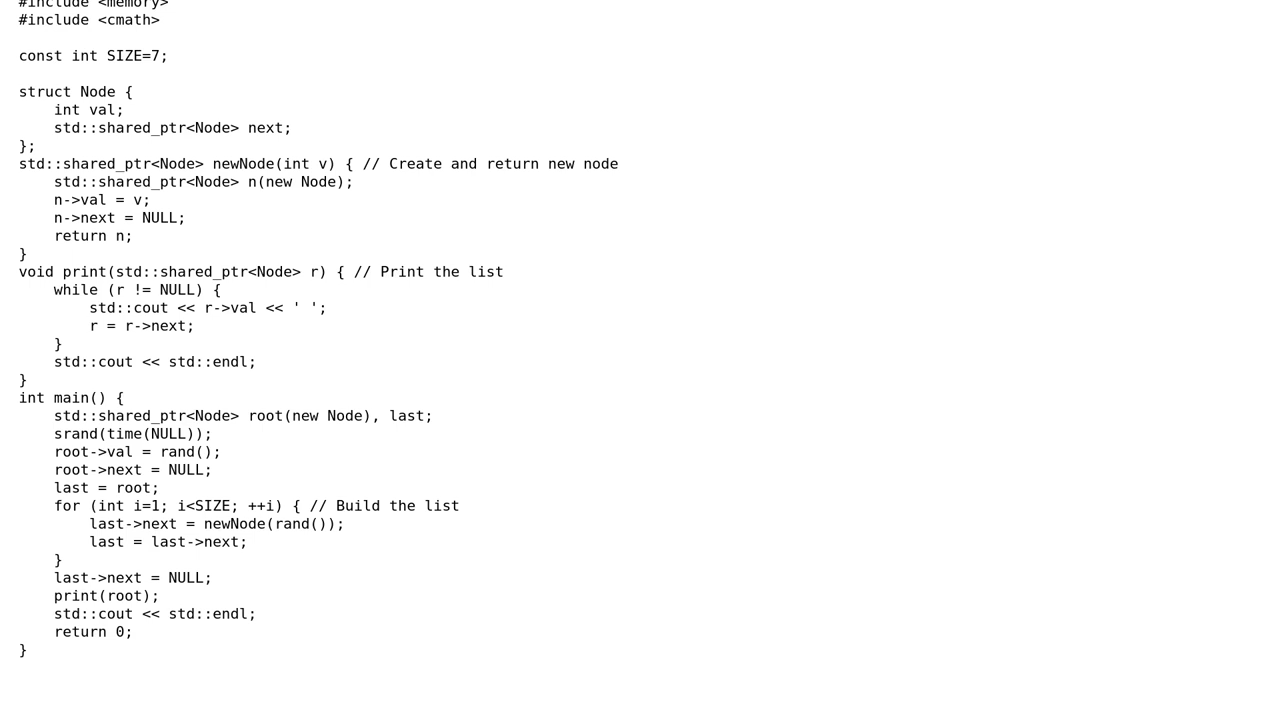 #include <memory>
#include <cmath>

const int SIZE=7;

struct Node {
    int val;
    std::shared_ptr<Node> next;
};
std::shared_ptr<Node> newNode(int v) { // Create and return new node
    std::shared_ptr<Node> n(new Node);
    n->val = v;
    n->next = NULL;
    return n;
}
void print(std::shared_ptr<Node> r) { // Print the list
    while (r != NULL) {
        std::cout << r->val << ' ';
        r = r->next;
    }
    std::cout << std::endl;
}
int main() {
    std::shared_ptr<Node> root(new Node), last;
    srand(time(NULL));
    root->val = rand();
    root->next = NULL;
    last = root;
    for (int i=1; i<SIZE; ++i) { // Build the list
        last->next = newNode(rand());
        last = last->next;
    }
    last->next = NULL;
    print(root);
    std::cout << std::endl;
    return 0;
}